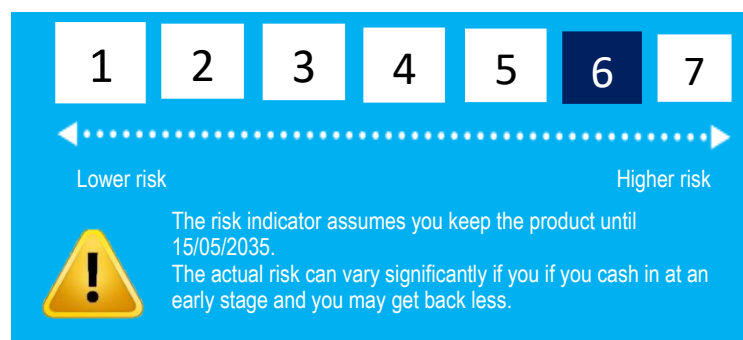 1 2 3 4 5 6 7
Lower risk Higher risk
The risk indicator assumes you keep the product until
15/05/2035.
The actual risk can vary significantly if you if you cash in at an
early stage and you may get back less.